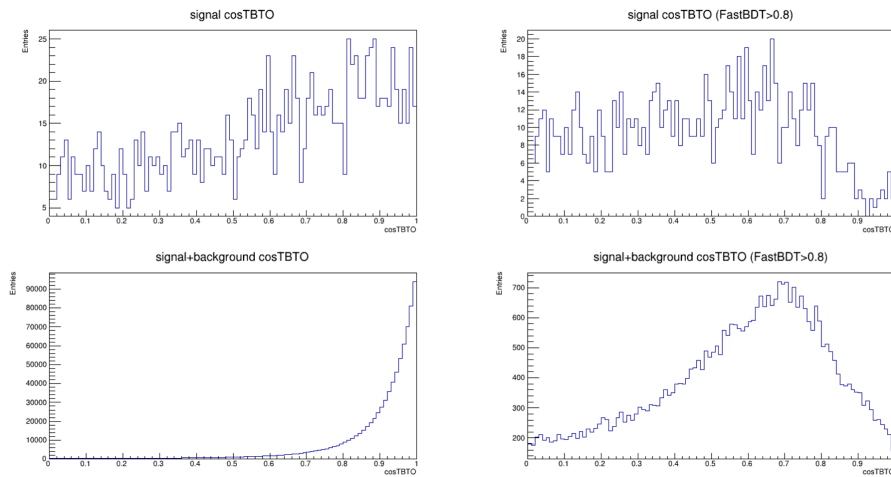 signal cosTBTO
Entries
25
20
15
10
5
0 0.1 0.2 0.3 0.4 0.5 0.6 0.7 0.8 0.9 1
cosTBTO
signal cosTBTO (FastBDT>0.8)
Entries
20
18
16
14
12
10
8
6
4
2
0
0 0.1 0.2 0.3 0.4 0.5 0.6 0.7 0.8 0.9
cosTBTO
signal+background cosTBTO
Entries
90000
80000
70000
60000
50000
40000
30000
20000
10000
0
0 0.1 0.2 0.3 0.4 0.5 0.6 0.7 0.8 0.9 1
cosTBTO
signal+background cosTBTO (FastBDT>0.8)
Entries
700
600
500
400
300
200
0 0.1 0.2 0.3 0.4 0.5 0.6 0.7 0.8 0.9
cosTBTO